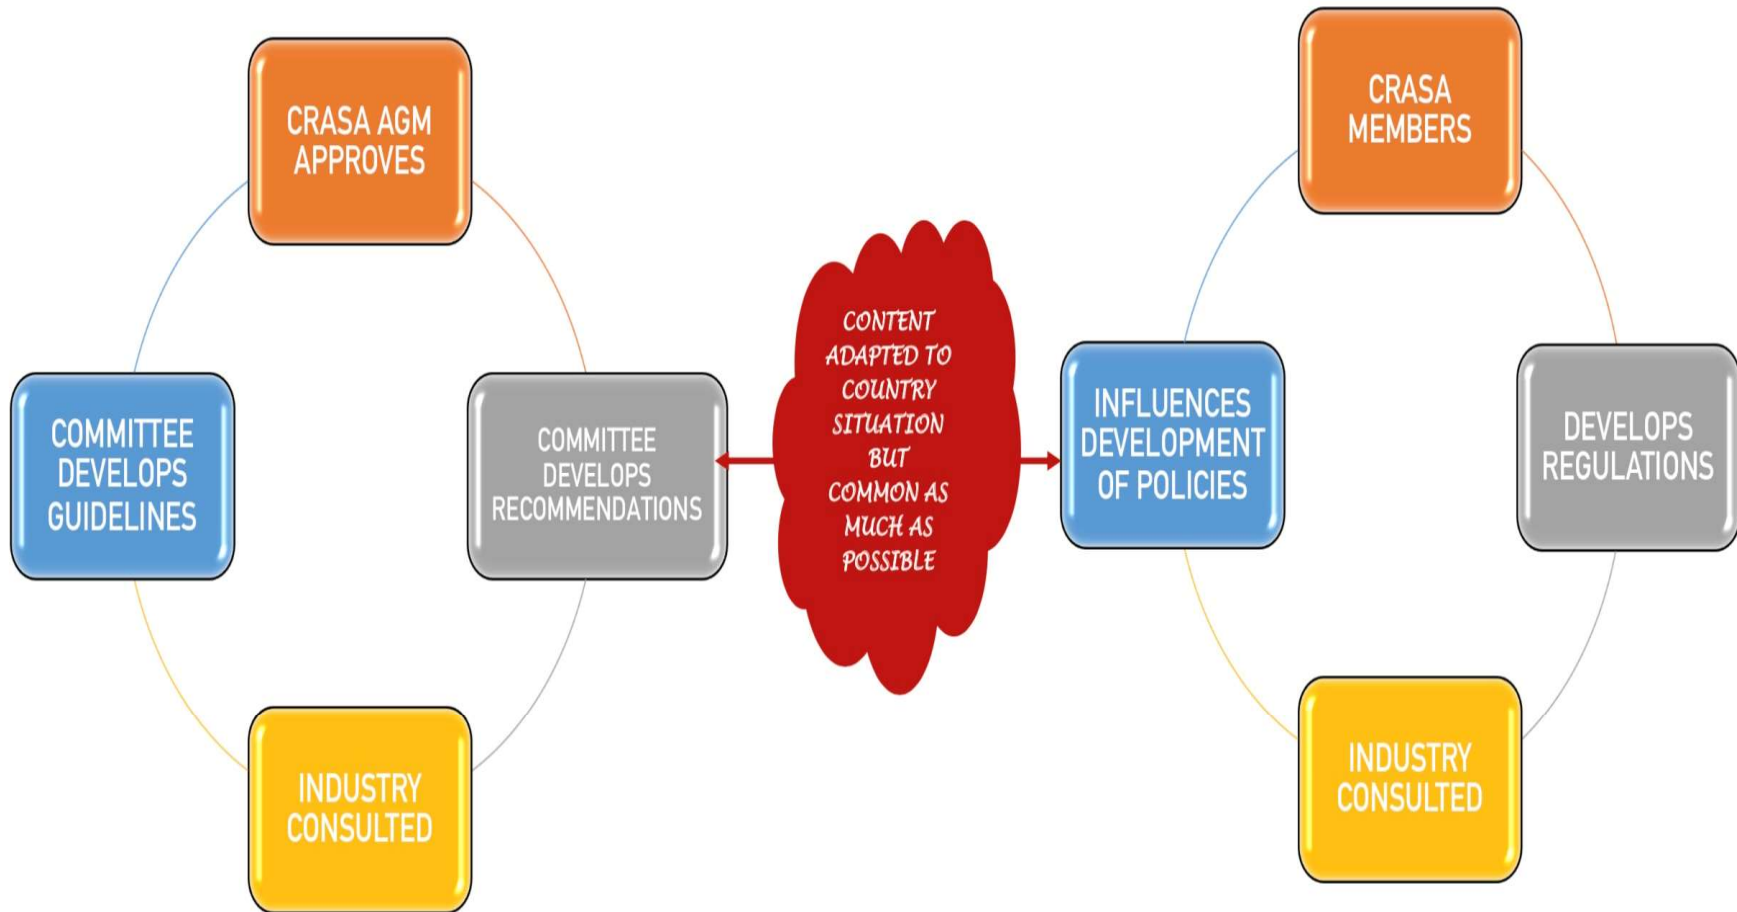 CRASA AGM
APPROVES
COMMITTEE
DEVELOPS
GUIDELINES
COMMITTEE
DEVELOPS
RECOMMENDATIONS
INDUSTRY
CONSULTED
CONTENT
ADAPTED TO
COUNTRY
SITUATION
BUT
COMMON AS
MUCH AS
POSSIBLE
CRASA
MEMBERS
INFLUENCES
DEVELOPMENT
OF POLICIES
DEVELOPS
REGULATIONS
INDUSTRY
CONSULTED